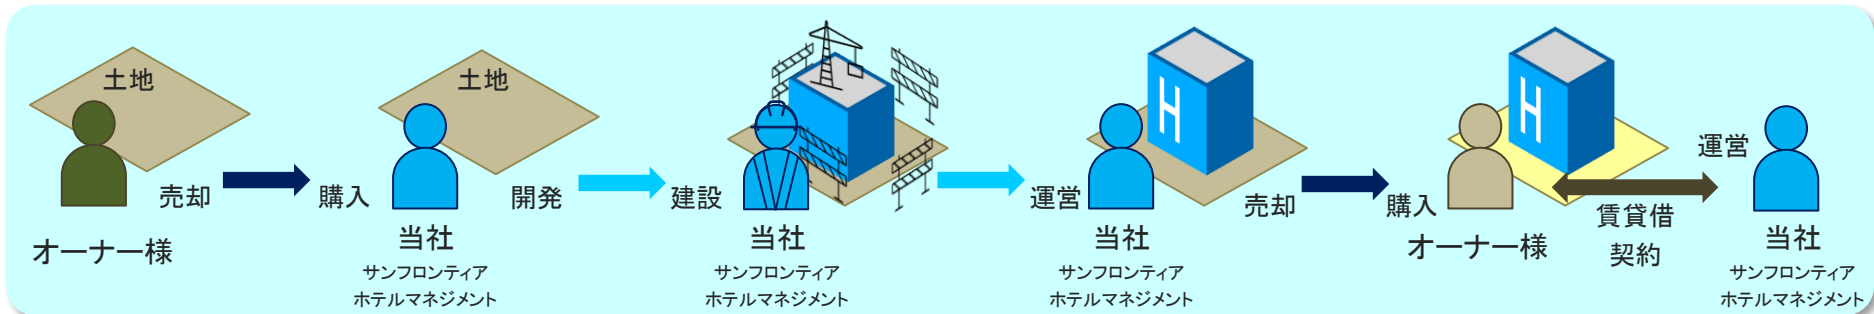 土地
売却
オーナー様
土地
購入
開発
当社
サンフロンティア
ホテルマネジメント
建設
当社
サンフロンティア
ホテルマネジメント
H
運営
売却
当社
サンフロンティア
ホテルマネジメント
H
購入
オーナー様
賃貸借
契約
運営
当社
サンフロンティア
ホテルマネジメント